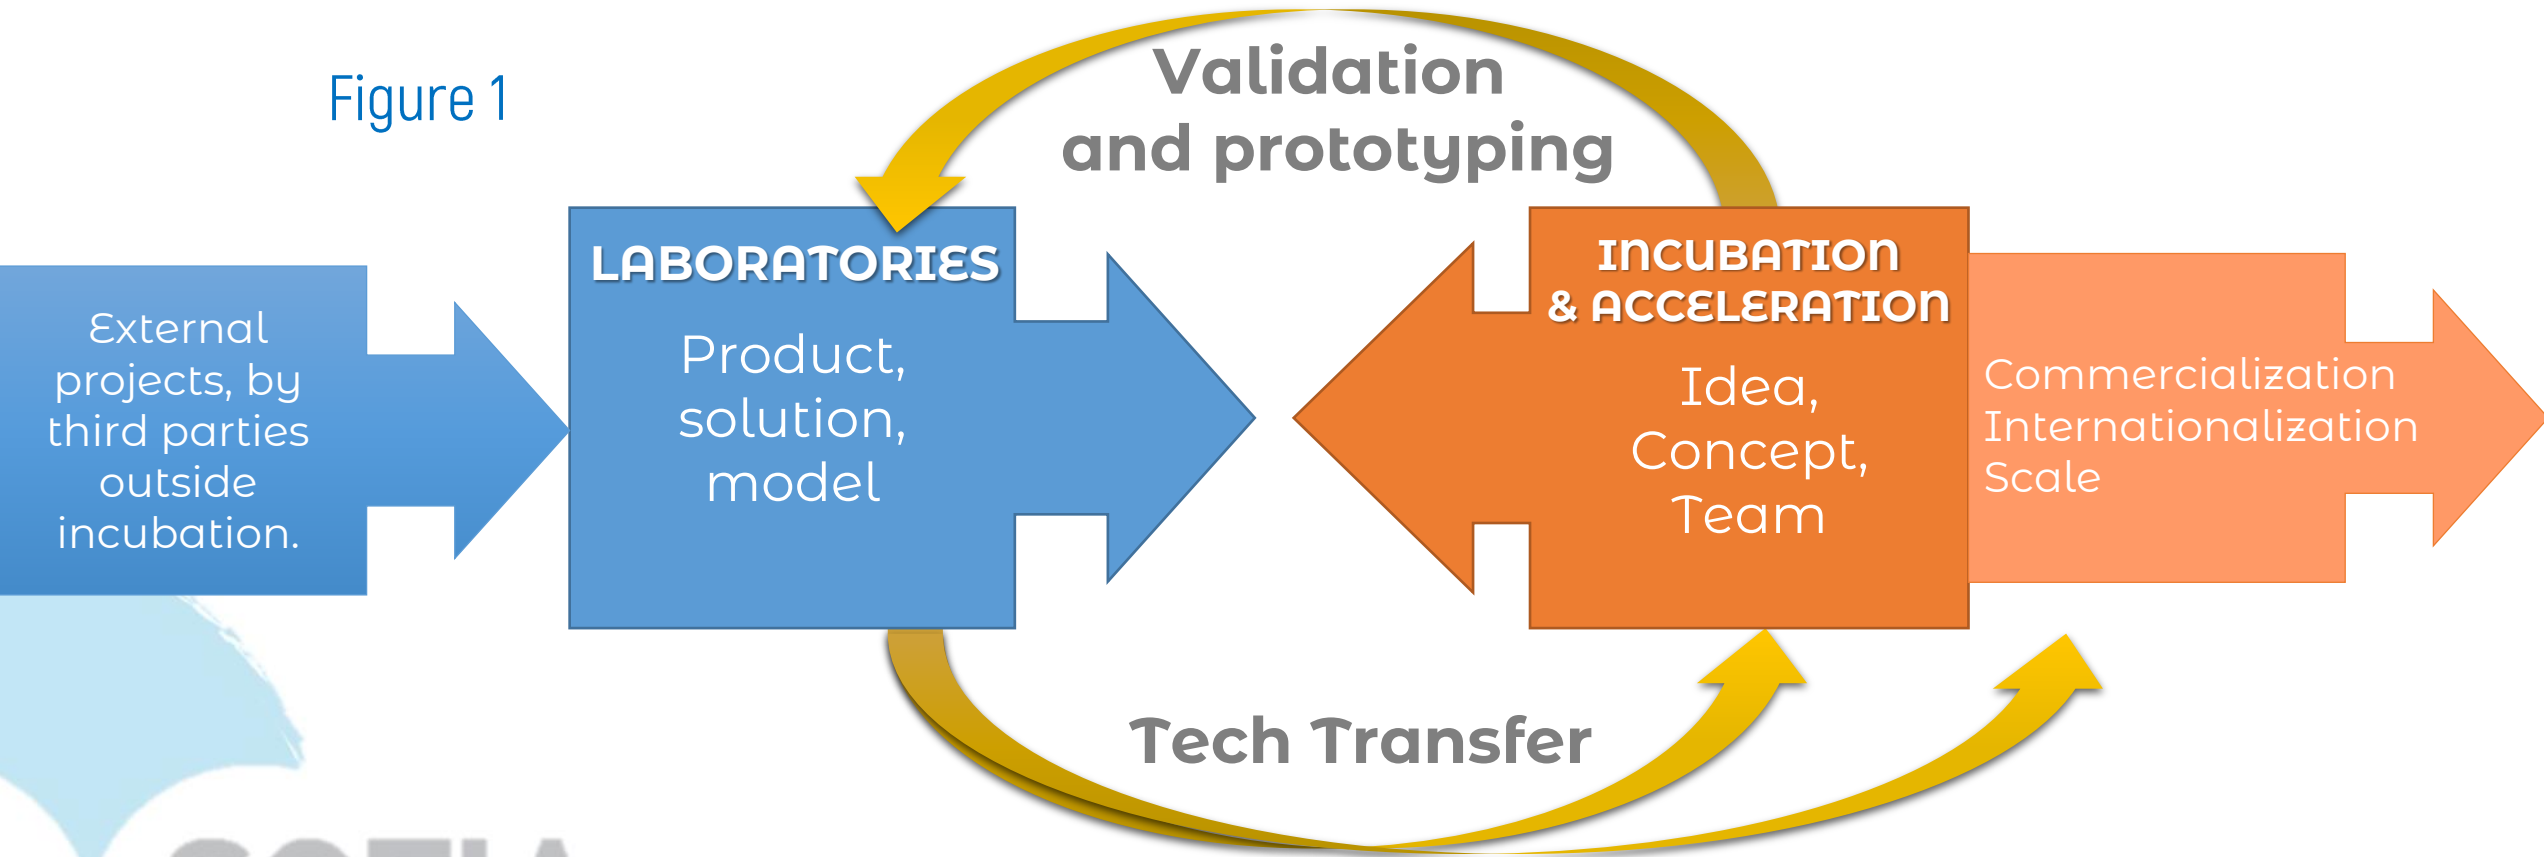 Figure 1
Validation
and prototyping
External
projects, by
third parties
outside
incubation.
LABORATORIES
Product,
solution,
model
INCUBATION
& ACCELERATION
Idea,
Concept,
Team
Commercialization
Internationalization
Scale
Tech Transfer